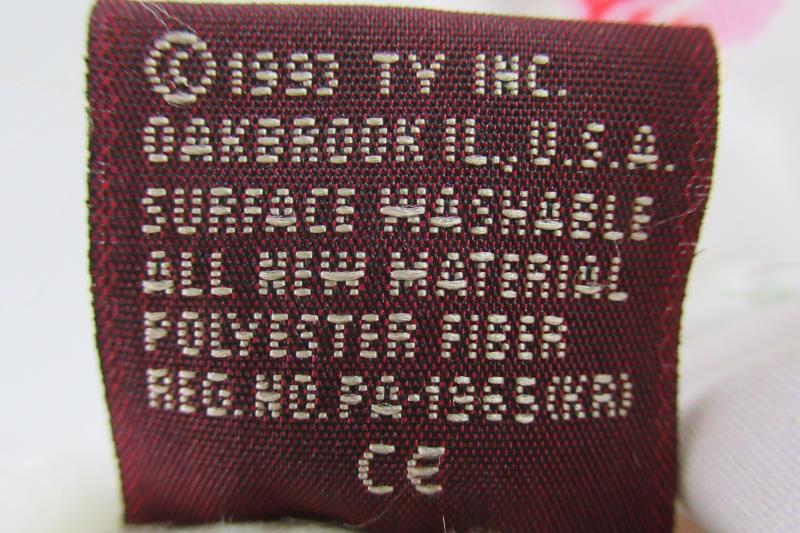 © 1993 TY INC.
OAKBROOK IL., U.S.A.
SURFACE WASHABLE
ALL NEW MATERIAL
POLYESTER FIBER
REG.NO.PA-1965(KR)
CE